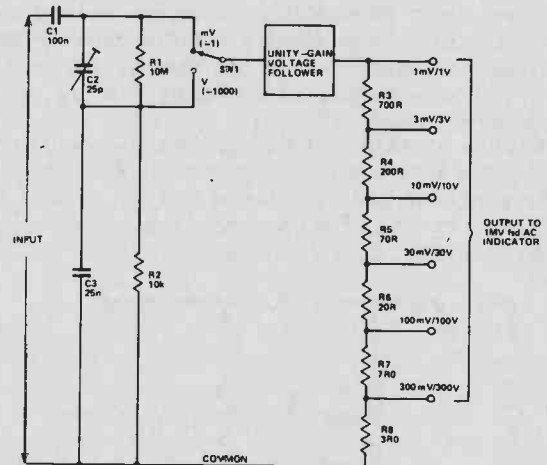 C1
100n
C2
25p
R1
10M
mV
(÷1)
SW1
V
(÷1000)
UNITY-GAIN
VOLTAGE
FOLLOWER
1mV/1V
R3
700R
3mV/3V
R4
200R
10mV/10V
R5
70R
30mV/30V
R6
20R
100mV/100V
R7
7R0
300mV/300V
R8
3R0
OUTPUT TO
1MV fsd AC
INDICATOR
INPUT
C3
25n
R2
10k
COMMON